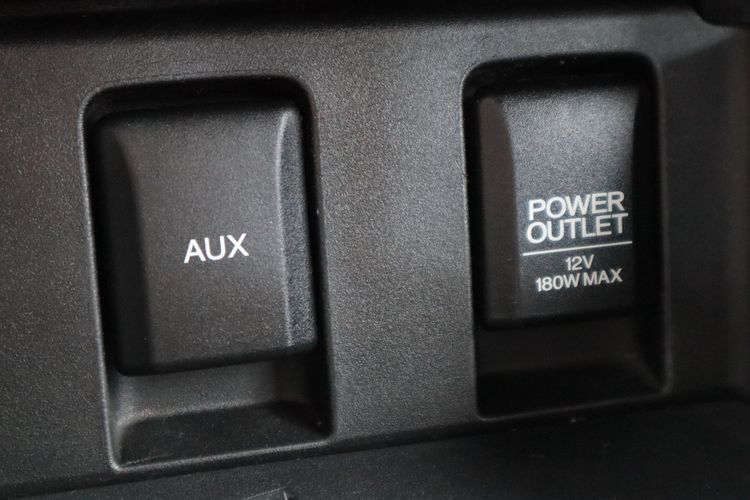 AUX
POWER
OUTLET
12V
180W MAX